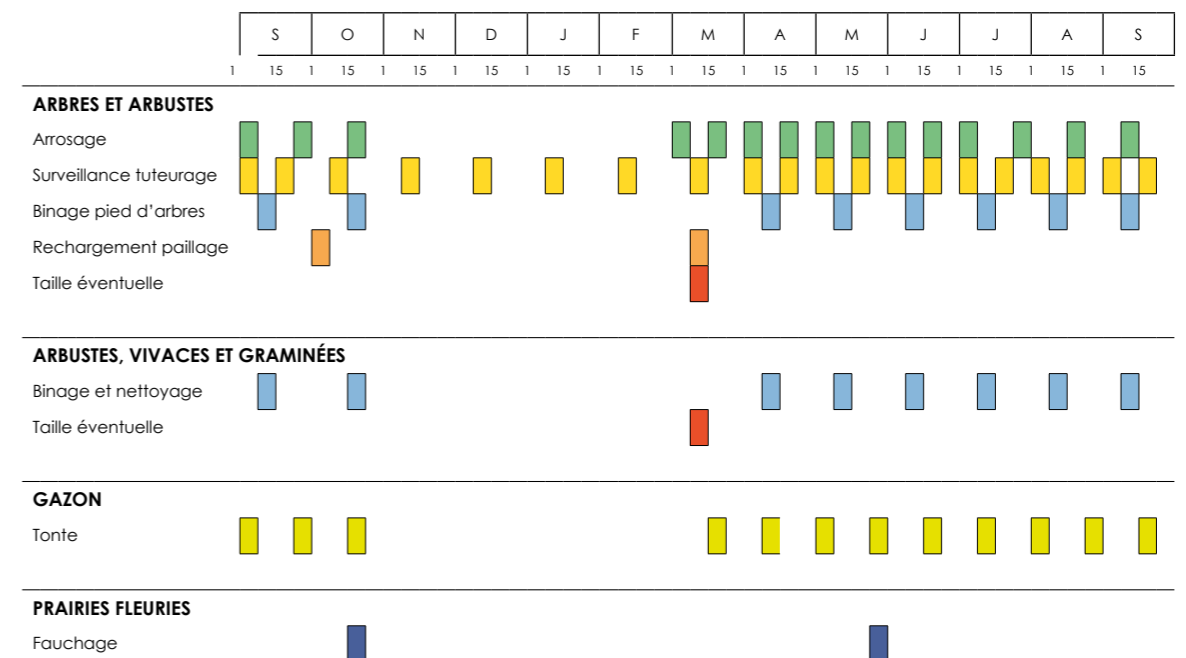 S O N D J F M A M J J A S
1 15 1 15 1 15 1 15 1 15 1 15 1 15 1 15 1 15 1 15 1 15 1 15 1 15
ARBRES ET ARBUSTES
Arrosage
Surveillance tuteurage
Binage pied d’arbres
Rechargement paillage
Taille éventuelle
ARBUSTES, VIVACES ET GRAMINÉES
Binage et nettoyage
Taille éventuelle
GAZON
Tonte
PRAIRIES FLEURIES
Fauchage